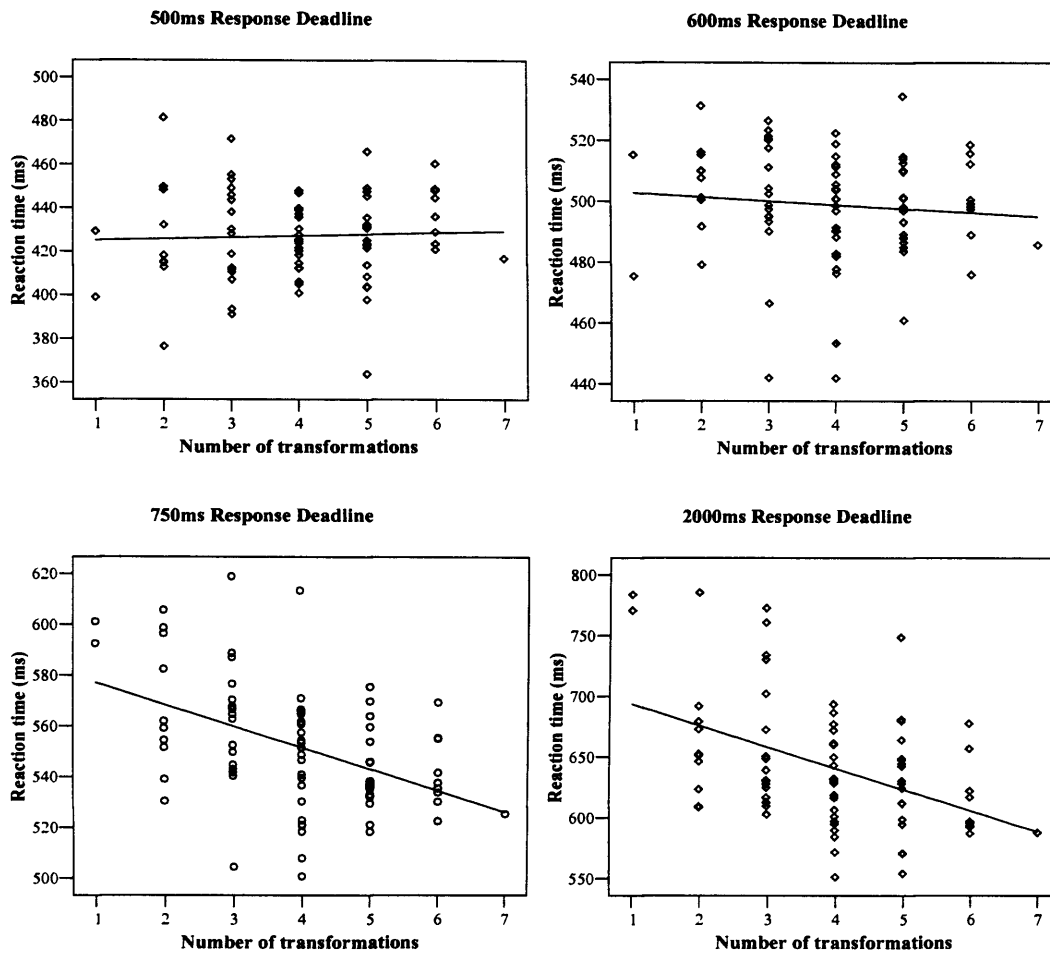 500ms Response Deadline
500
480
460
440
420
400
380
360
Reaction time (ms)
1 2 3 4 5 6 7
Number of transformations
600ms Response Deadline
540
520
500
480
460
440
Reaction time (ms)
1 2 3 4 5 6 7
Number of transformations
750ms Response Deadline
620
600
580
560
540
520
500
Reaction time (ms)
1 2 3 4 5 6 7
Number of transformations
2000ms Response Deadline
800
750
700
650
600
550
Reaction time (ms)
1 2 3 4 5 6 7
Number of transformations